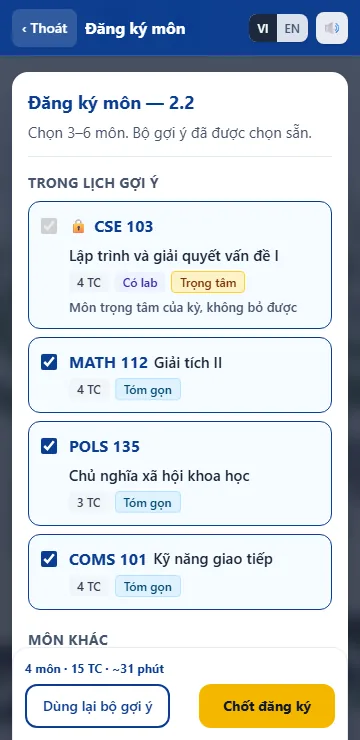 ‹ Thoát Đăng ký môn VI EN
Đăng ký môn — 2.2
Chọn 3–6 môn. Bộ gợi ý đã được chọn sẵn.
TRONG LỊCH GỢI Ý
CSE 103
Lập trình và giải quyết vấn đề I
4 TC Có lab Trọng tâm
Môn trọng tâm của kỳ, không bỏ được
MATH 112 Giải tích II
4 TC Tóm gọn
POLS 135
Chủ nghĩa xã hội khoa học
3 TC Tóm gọn
COMS 101 Kỹ năng giao tiếp
4 TC Tóm gọn
MÔN KHÁC
4 môn · 15 TC · ~31 phút
Dùng lại bộ gợi ý Chốt đăng ký